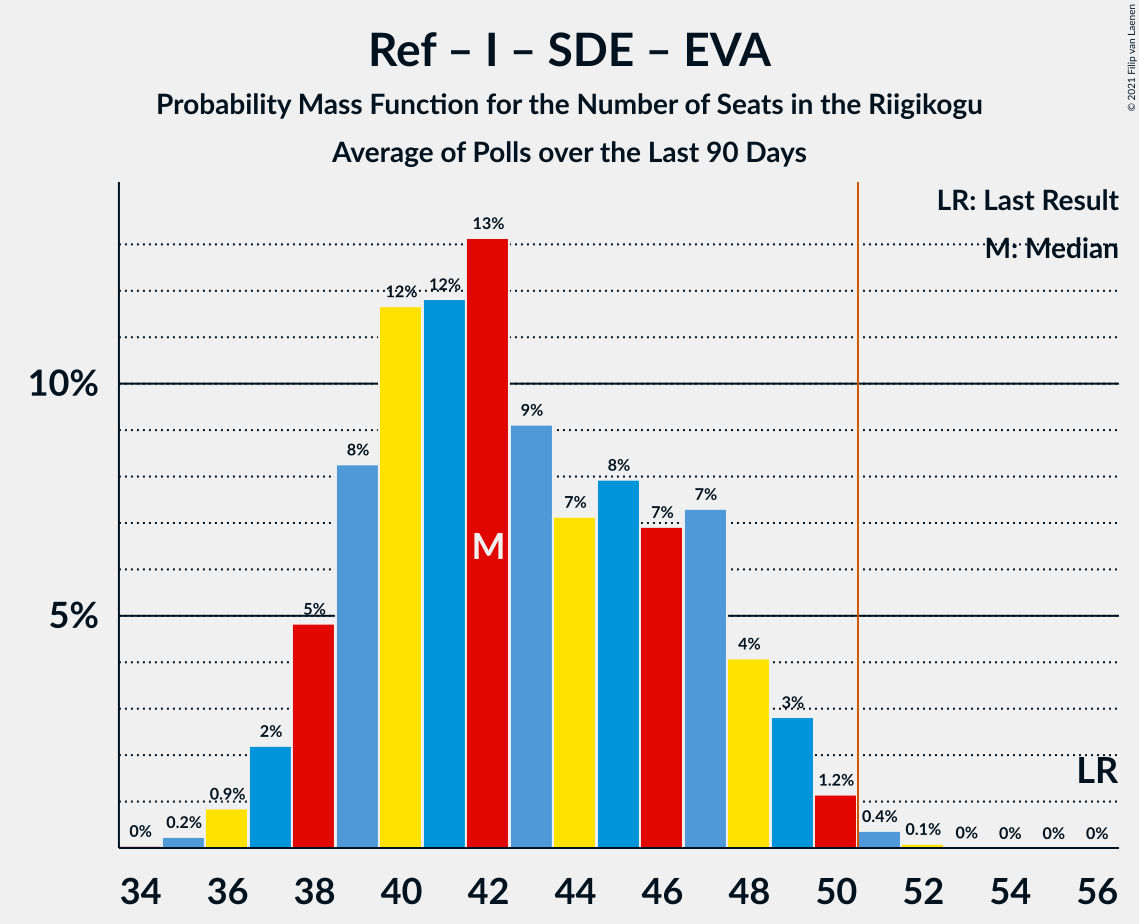 Ref – I – SDE – EVA
Probability Mass Function for the Number of Seats in the Riigikogu
Average of Polls over the Last 90 Days
© 2021 Filip van Laenen
LR: Last Result
M: Median
10%
5%
0%
0.2%
0.9%
2%
5%
8%
12%
12%
13%
9%
7%
8%
7%
7%
4%
3%
1.2%
0.4%
0.1%
0%
0%
0%
0%
M
LR
34 36 38 40 42 44 46 48 50 52 54 56